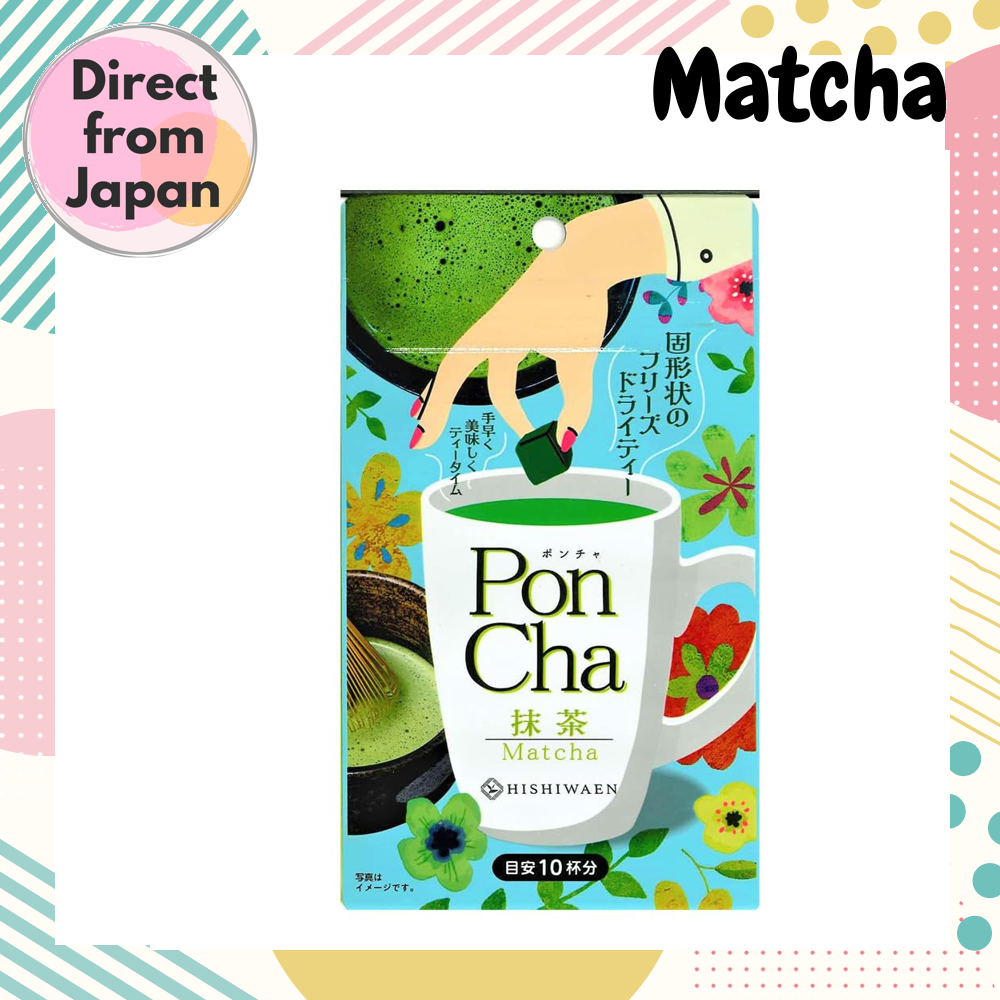 Direct
from
Japan
Matcha
固形状の
フリーズ
ドライティー
手早く
美味しく
ティータイム
ポンチャ
Pon
Cha
抹茶
Matcha
HISHIWAEN
目安10杯分
写真は
イメージです。